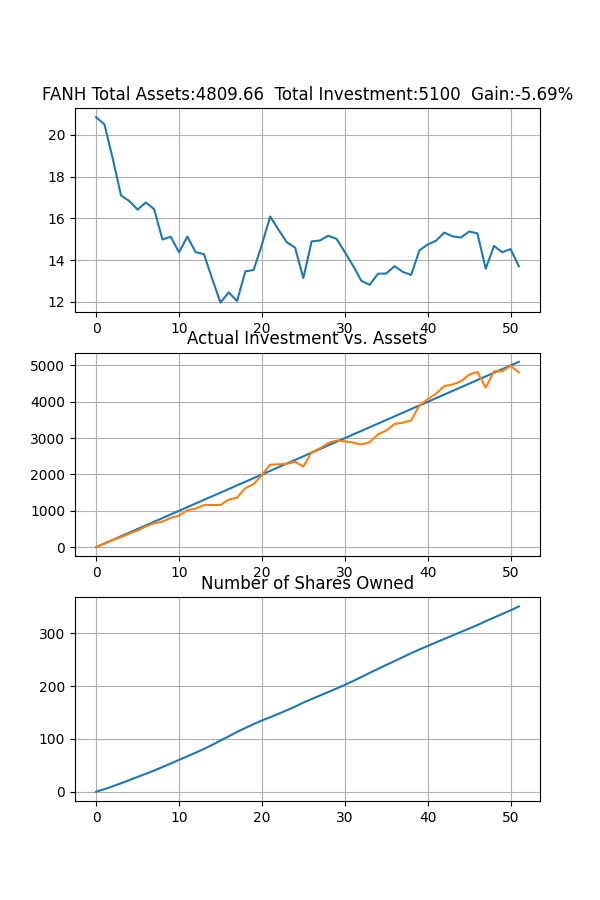 FANH Total Assets:4809.66  Total Investment:5100  Gain:-5.69%
20
18
16
14
12
0 10 20 30 40 50
Actual Investment vs. Assets
5000
4000
3000
2000
1000
0
0 10 20 30 40 50
Number of Shares Owned
300
200
100
0
0 10 20 30 40 50